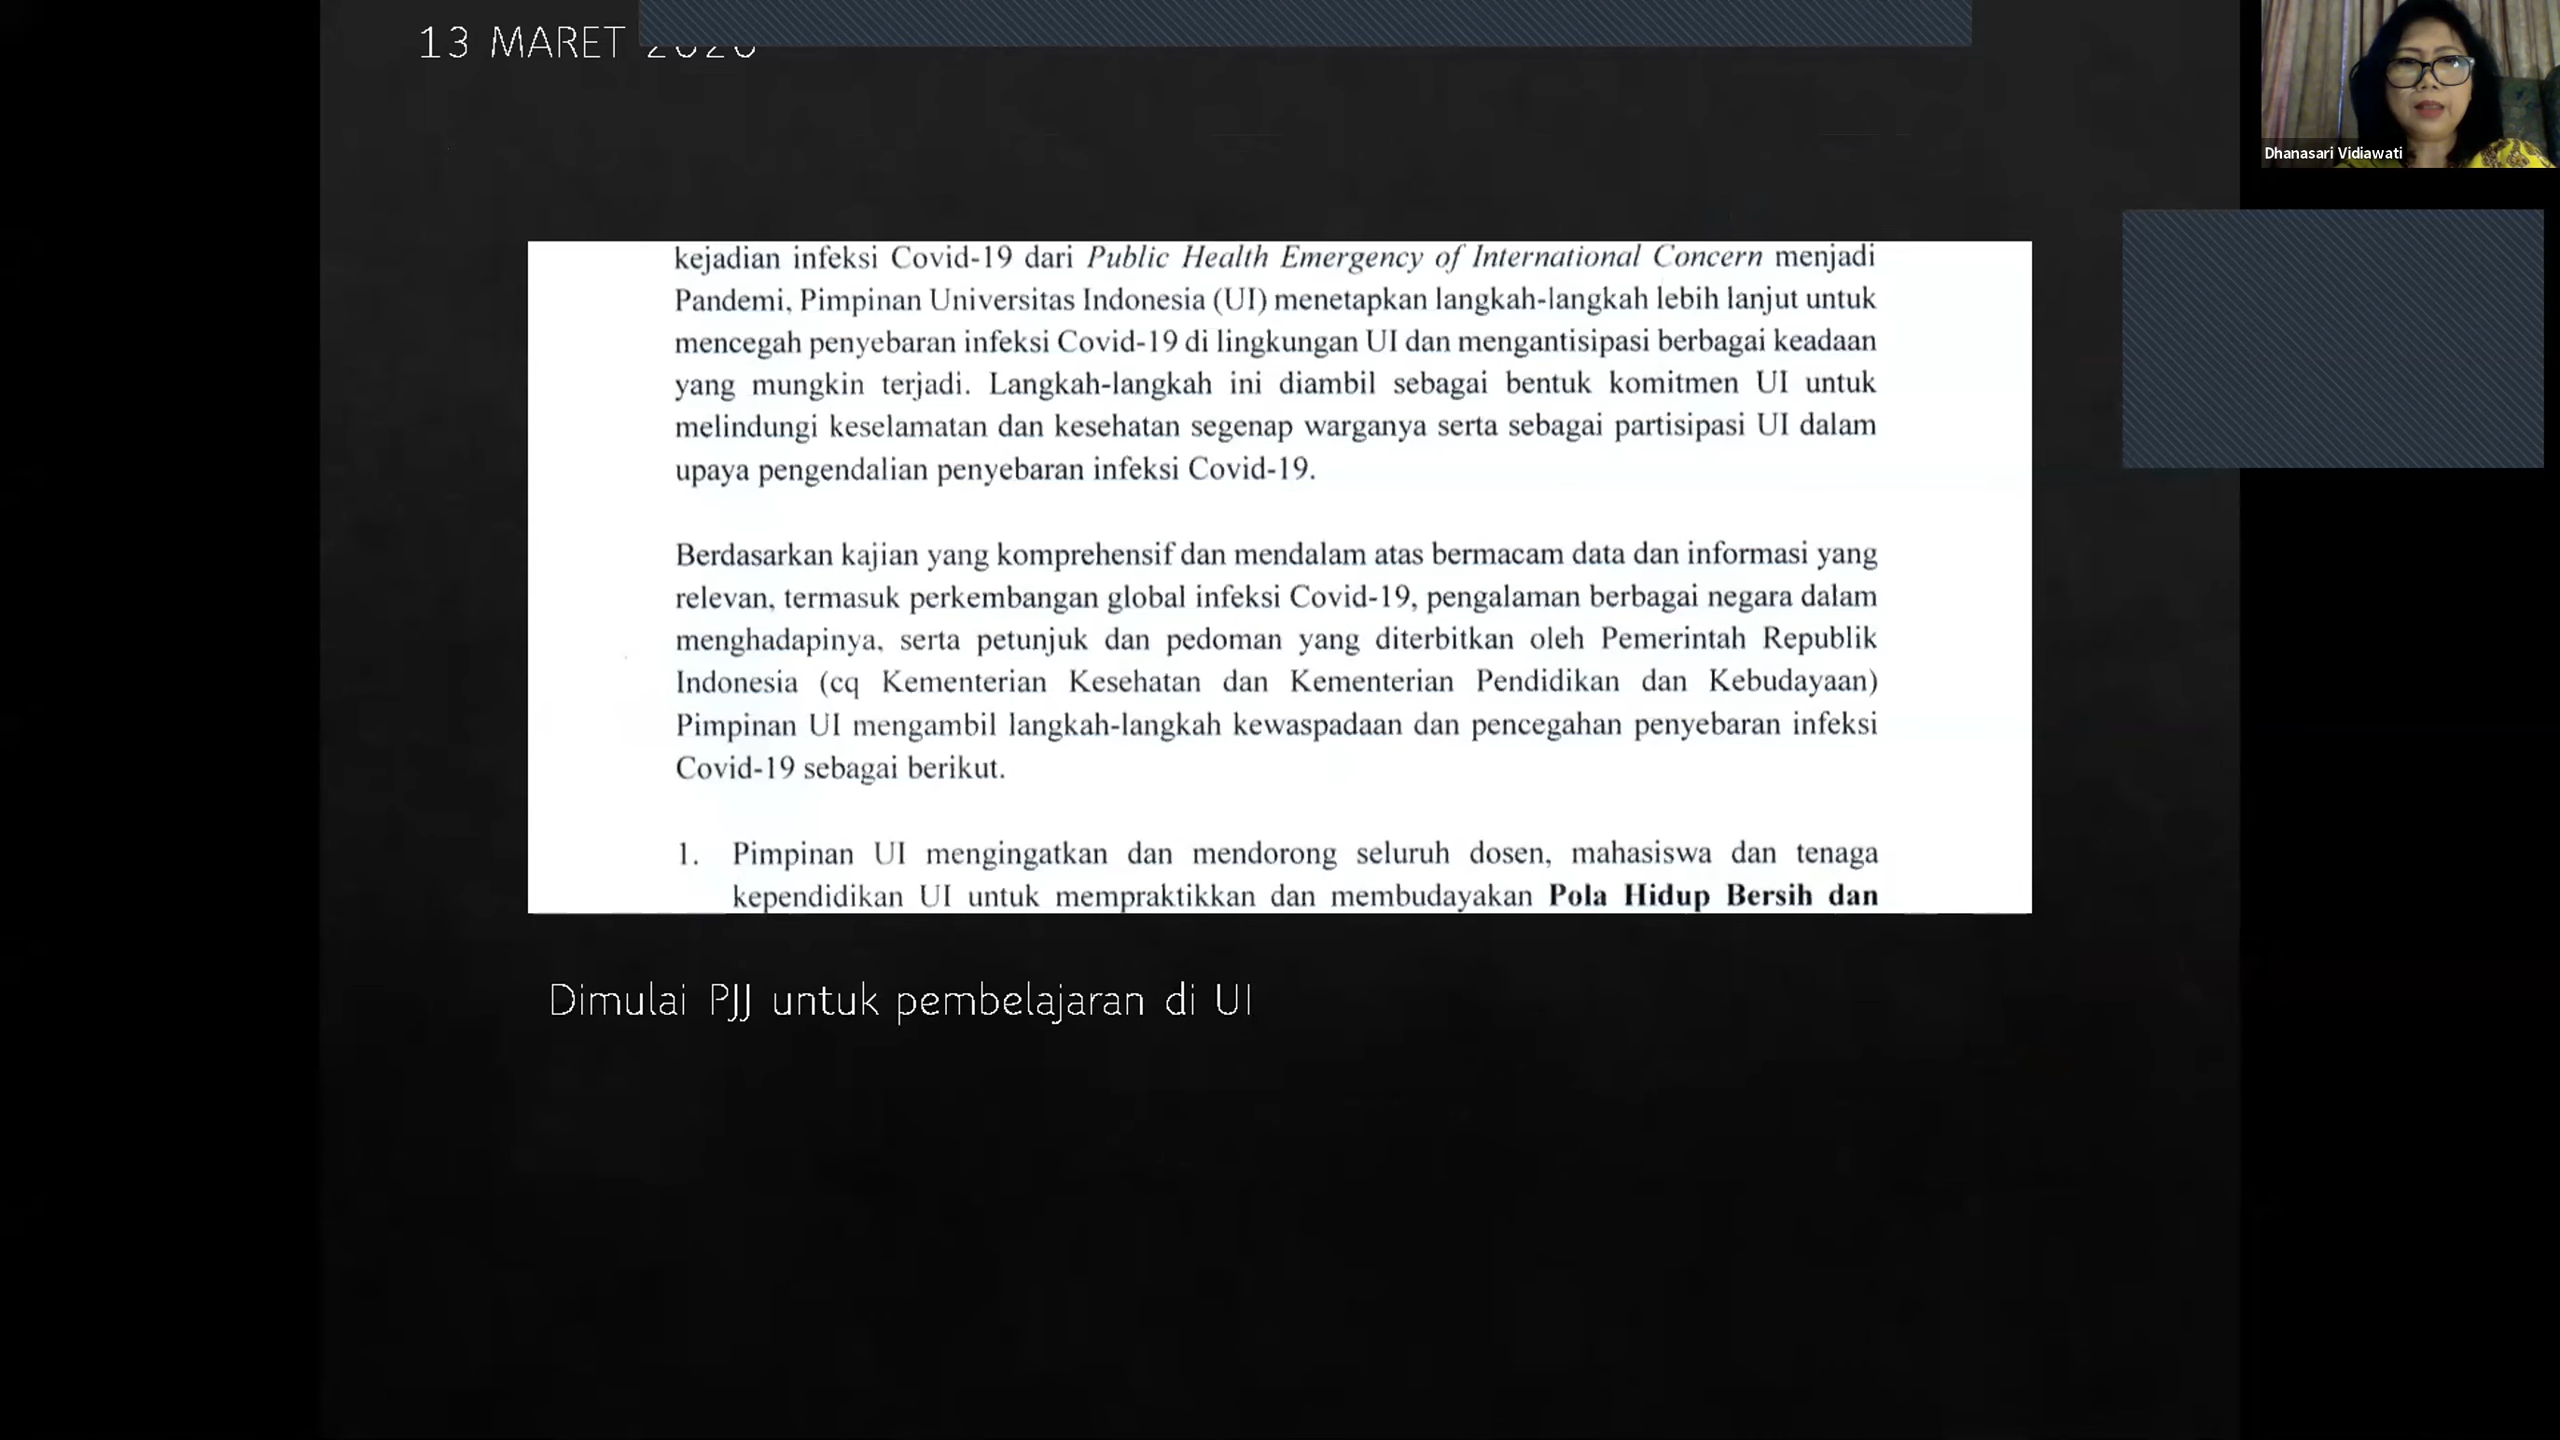 13 MARET 2020
Dhanasari Vidiawati
kejadian infeksi Covid-19 dari Public Health Emergency of International Concern menjadi
Pandemi, Pimpinan Universitas Indonesia (UI) menetapkan langkah-langkah lebih lanjut untuk
mencegah penyebaran infeksi Covid-19 di lingkungan UI dan mengantisipasi berbagai keadaan
yang mungkin terjadi. Langkah-langkah ini diambil sebagai bentuk komitmen UI untuk
melindungi keselamatan dan kesehatan segenap warganya serta sebagai partisipasi UI dalam
upaya pengendalian penyebaran infeksi Covid-19.
Berdasarkan kajian yang komprehensif dan mendalam atas bermacam data dan informasi yang
relevan, termasuk perkembangan global infeksi Covid-19, pengalaman berbagai negara dalam
menghadapinya, serta petunjuk dan pedoman yang diterbitkan oleh Pemerintah Republik
Indonesia (cq Kementerian Kesehatan dan Kementerian Pendidikan dan Kebudayaan)
Pimpinan UI mengambil langkah-langkah kewaspadaan dan pencegahan penyebaran infeksi
Covid-19 sebagai berikut.
1. Pimpinan UI mengingatkan dan mendorong seluruh dosen, mahasiswa dan tenaga
kependidikan UI untuk mempraktikkan dan membudayakan Pola Hidup Bersih dan
Dimulai PJJ untuk pembelajaran di UI